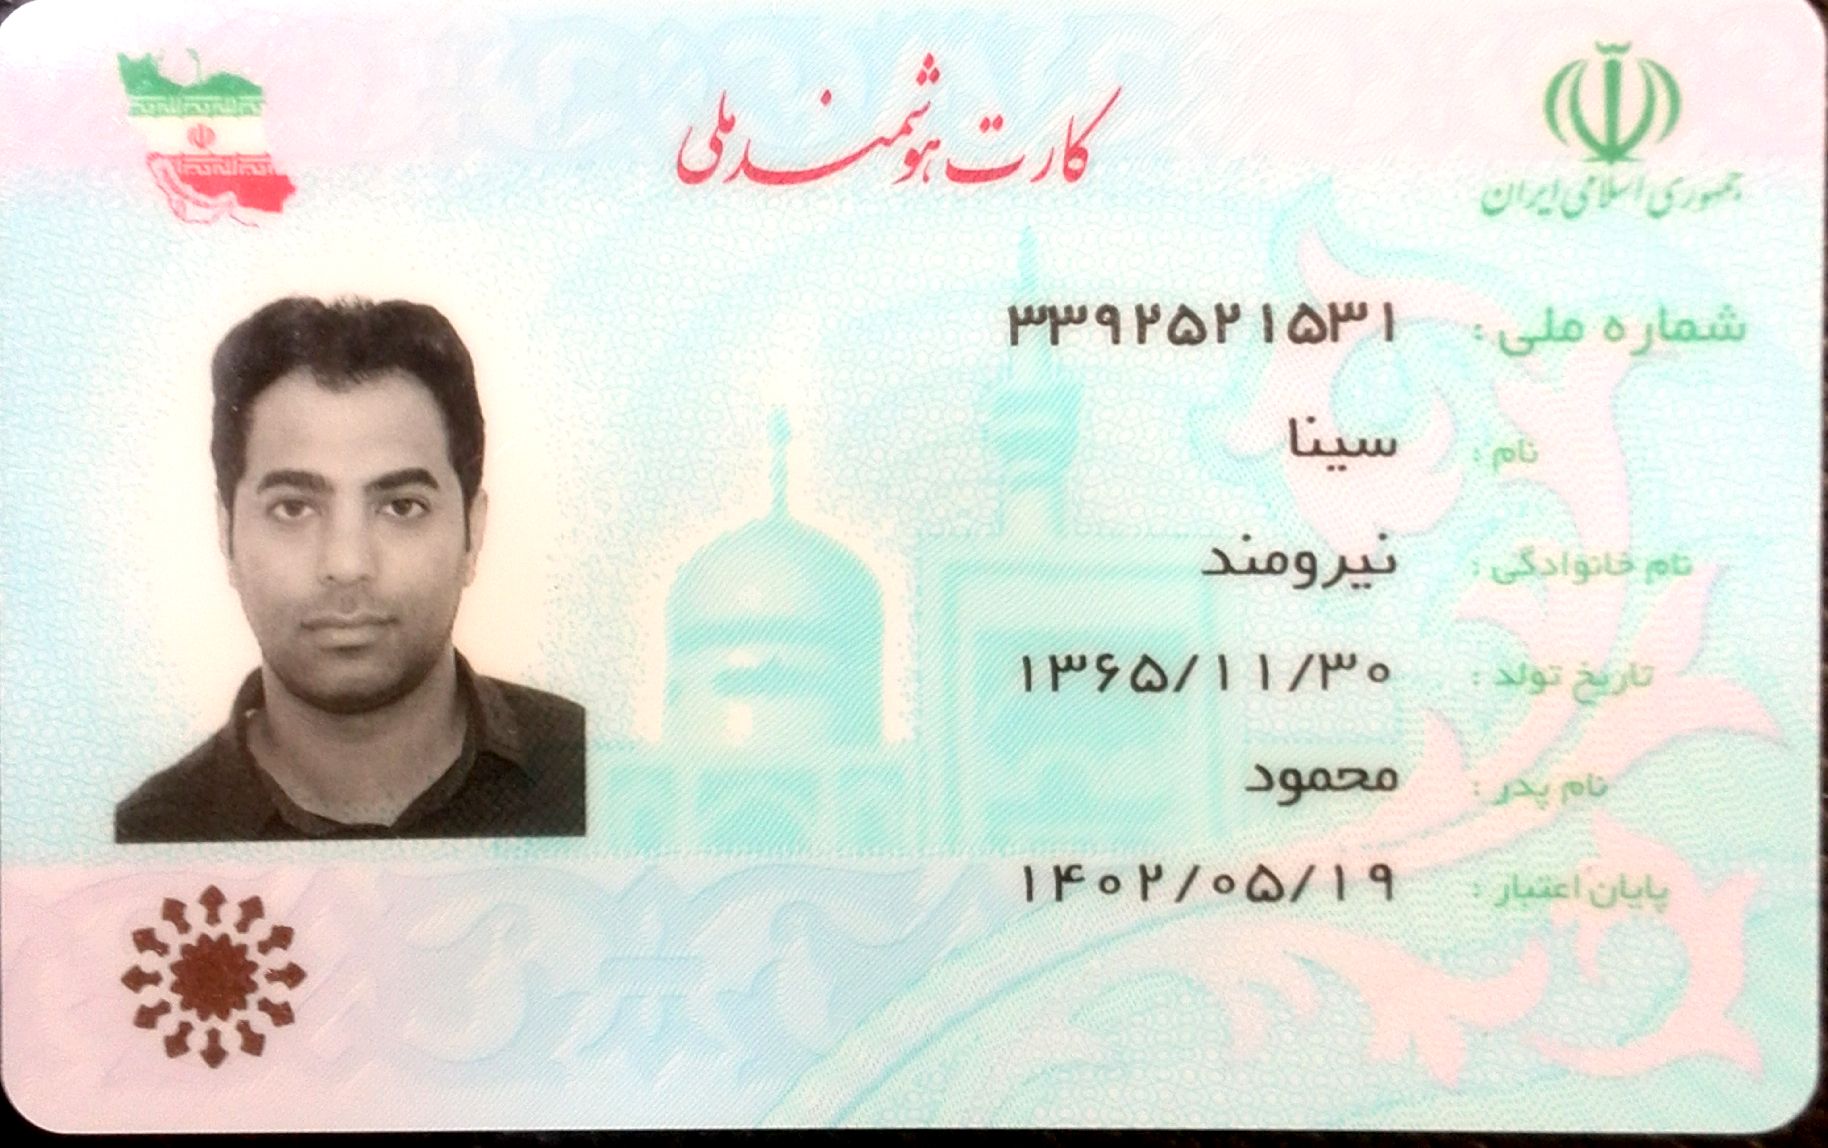 کارت هوشمند ملی
جمهوری اسلامی ایران
شماره ملی : ۳۳۹۲۵۲۱۵۳۱
نام : سینا
نام خانوادگی : نیرومند
تاریخ تولد : ۱۳۶۵/۱۱/۳۰
نام پدر : محمود
پایان اعتبار : ۱۴۰۲/۰۵/۱۹